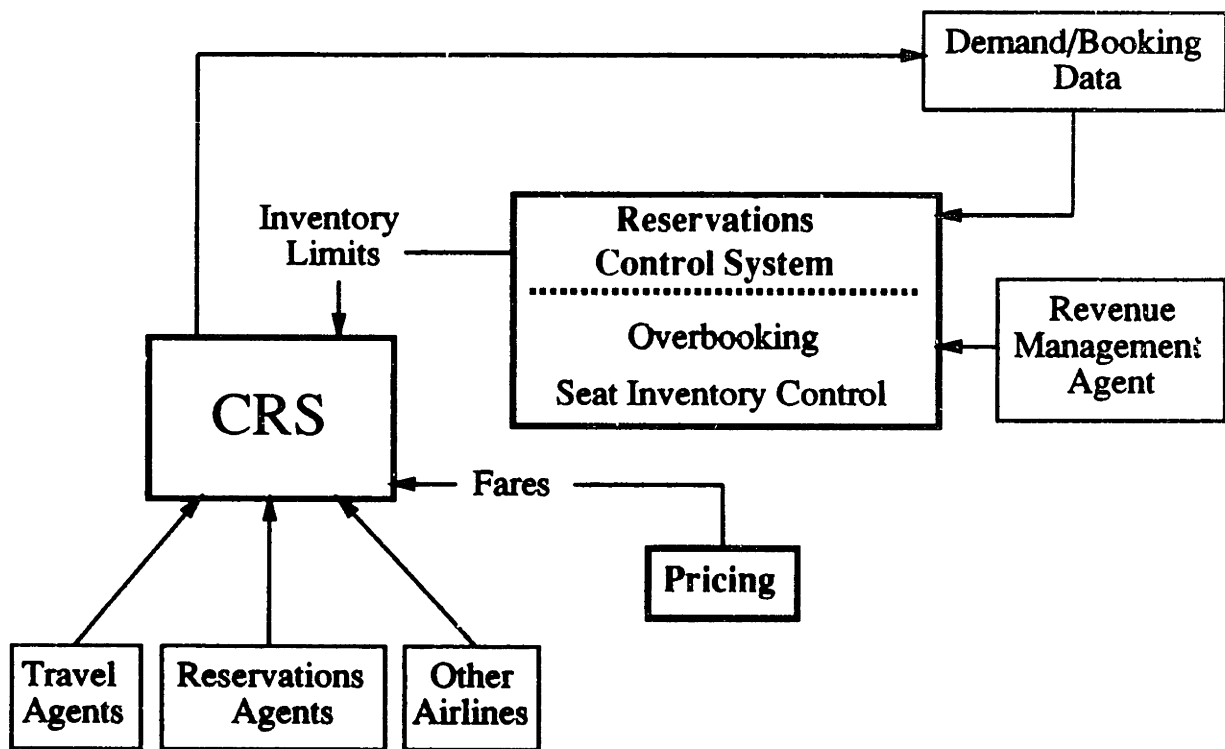 Demand/Booking
Data
Inventory
Limits
Reservations
Control System
Overbooking
Seat Inventory Control
Revenue
Management
Agent
CRS
Fares
Pricing
Travel
Agents
Reservations
Agents
Other
Airlines